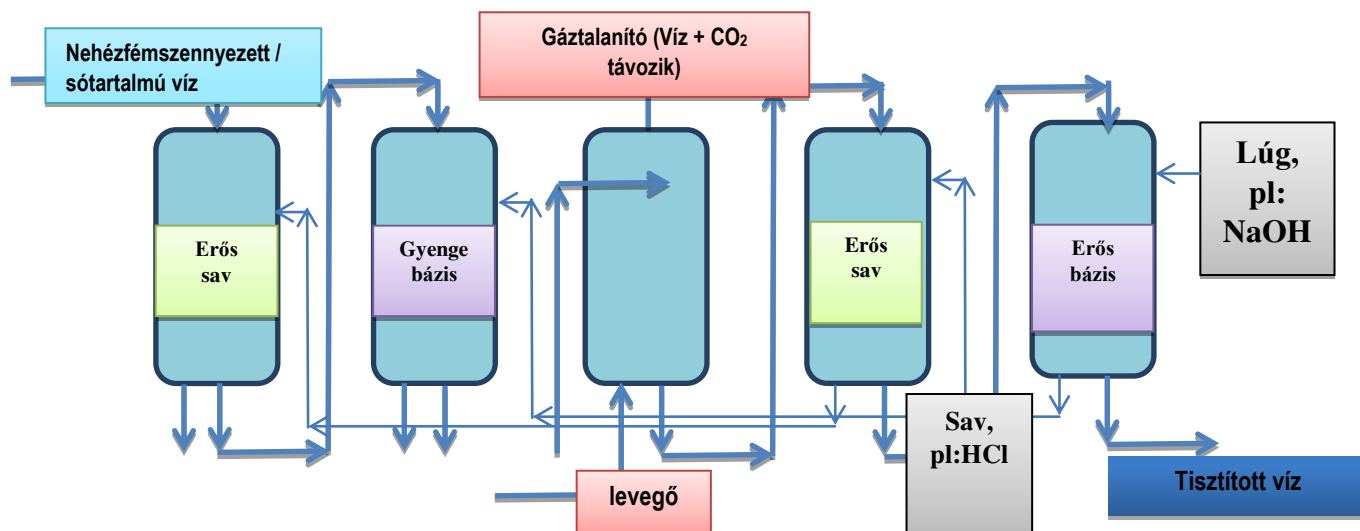 Nehézfémszennyezett /
sótartalmú víz
Gáztalanító (Víz + CO₂
távozik)
Erős
sav
Gyenge
bázis
Erős
sav
Erős
bázis
Lúg,
pl:
NaOH
Sav,
pl:HCl
levegő
Tisztított víz